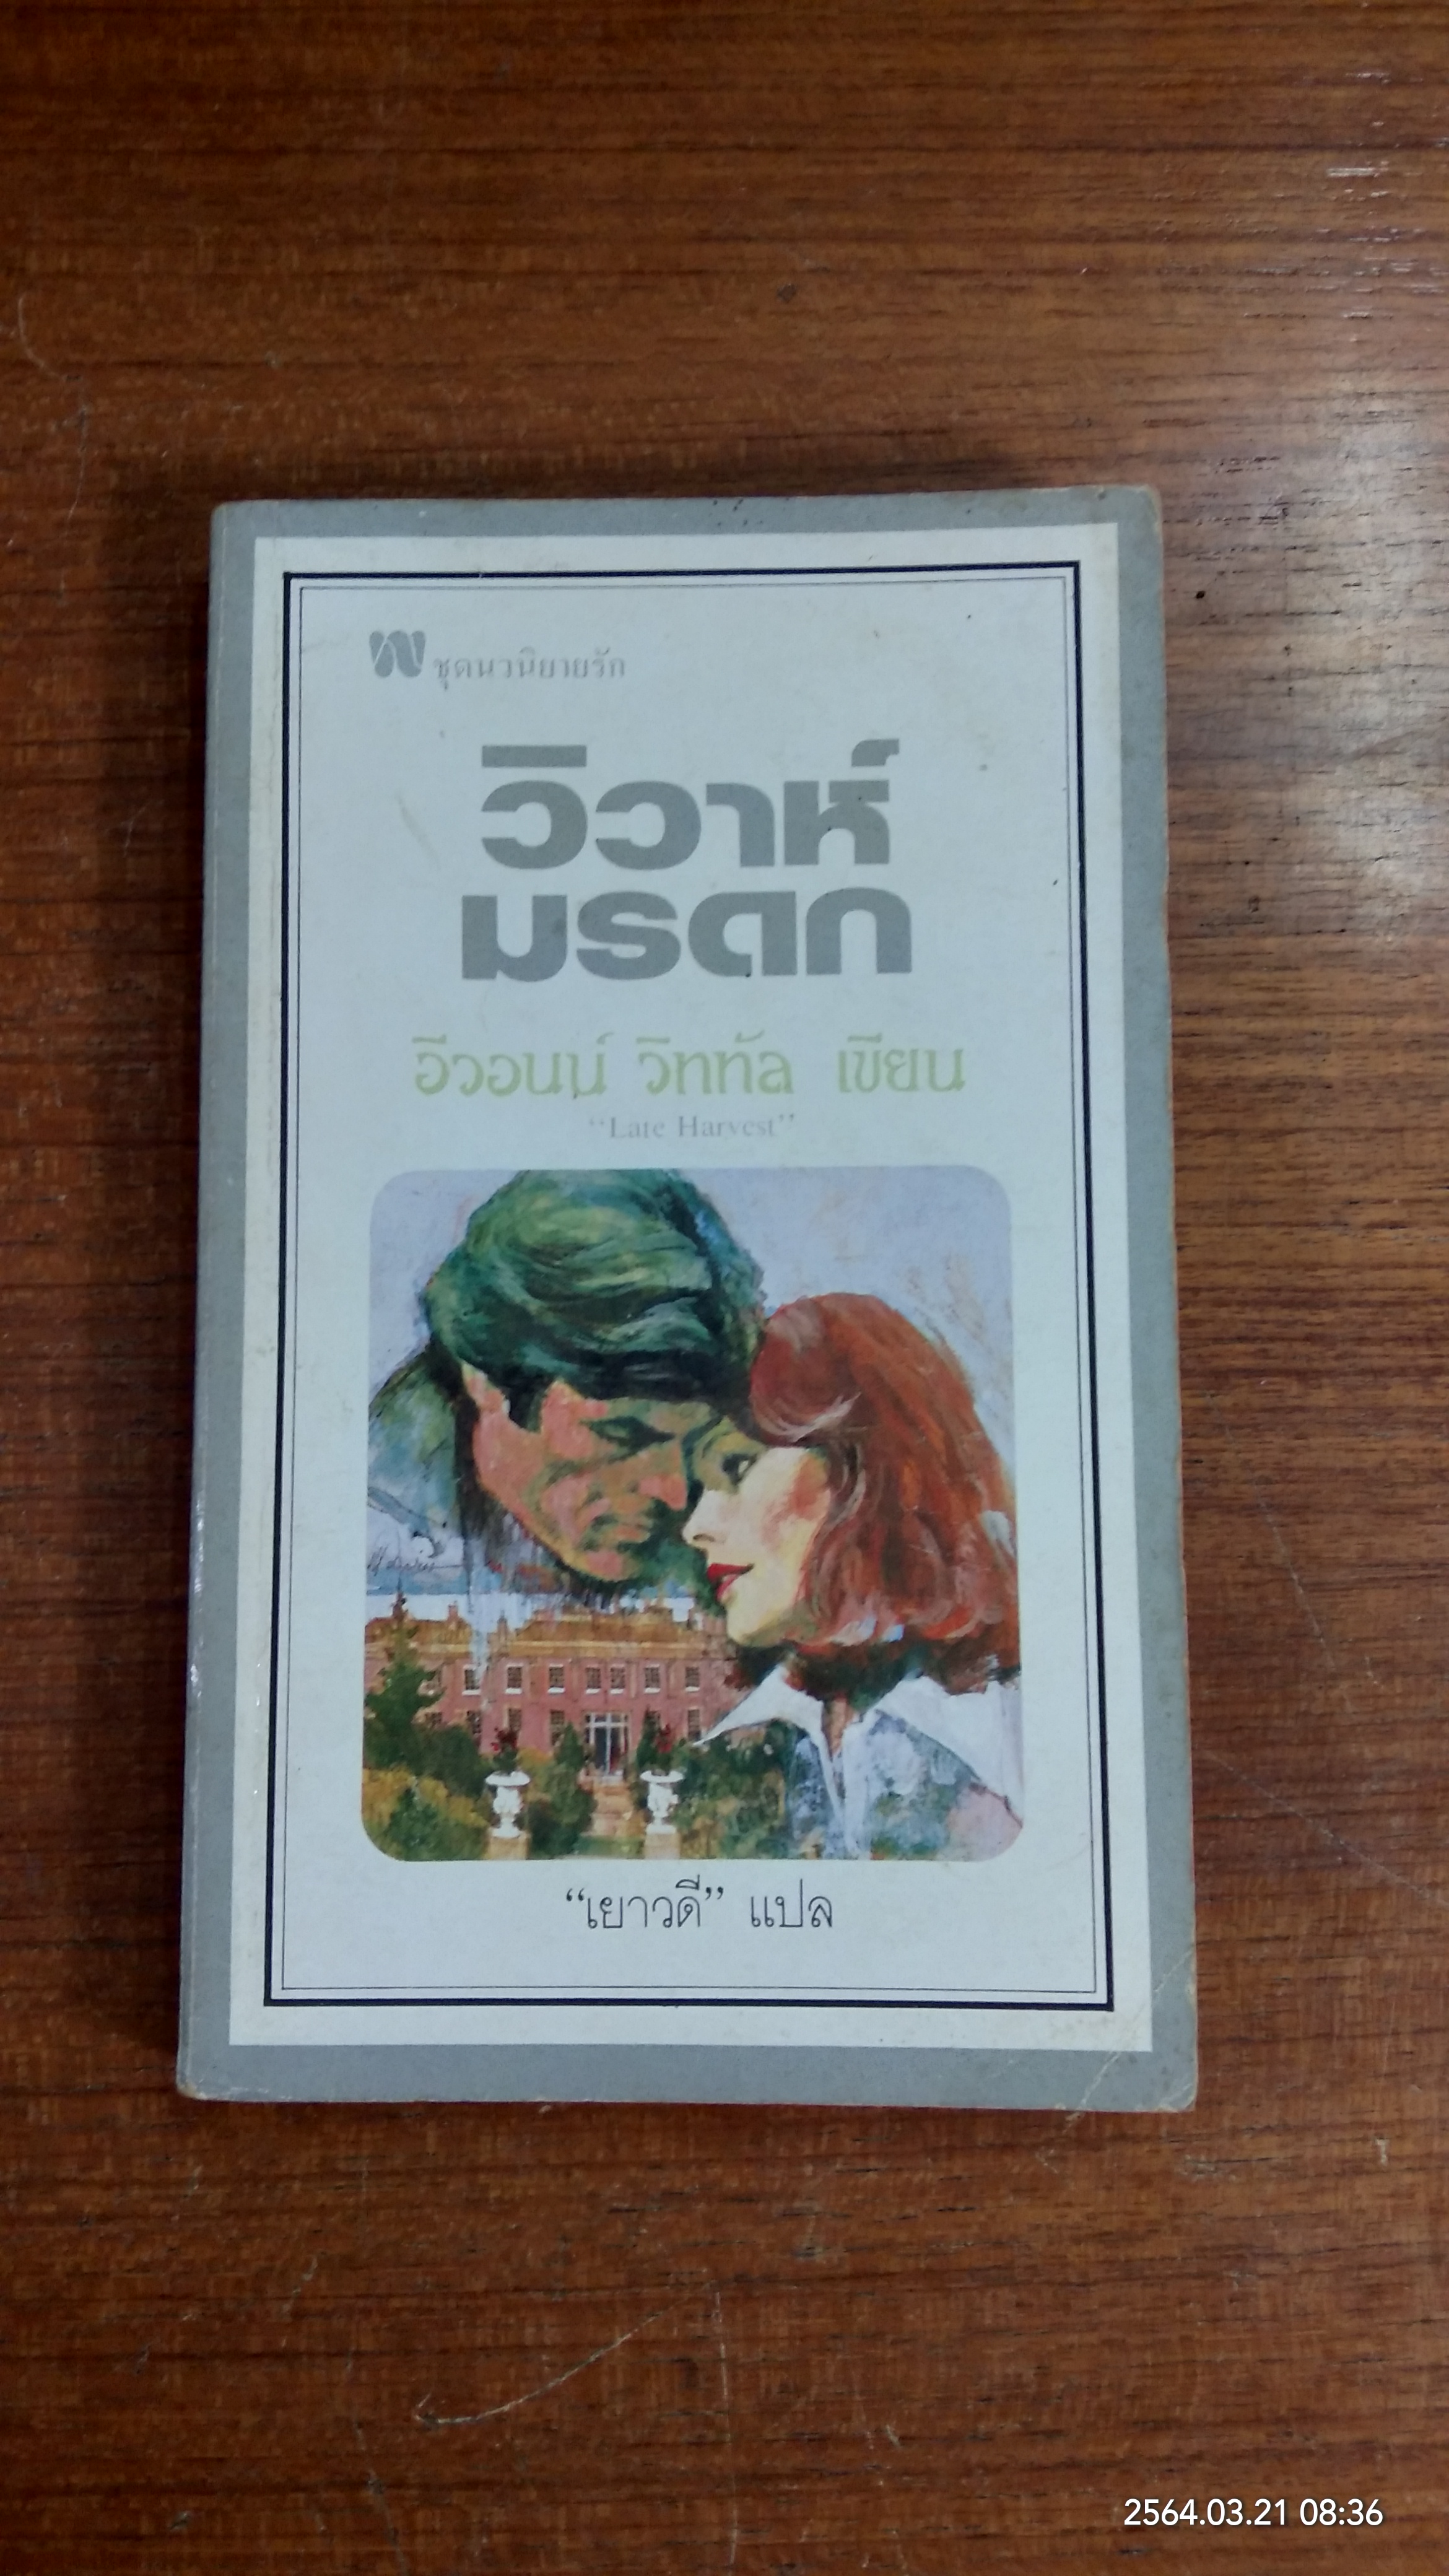 ชุดนวนิยายรัก
วิวาห์
มรดก
อีวอนน์ วิททัล เขียน
“Late Harvest”
“เยาวดี” แปล
2564.03.21 08:36